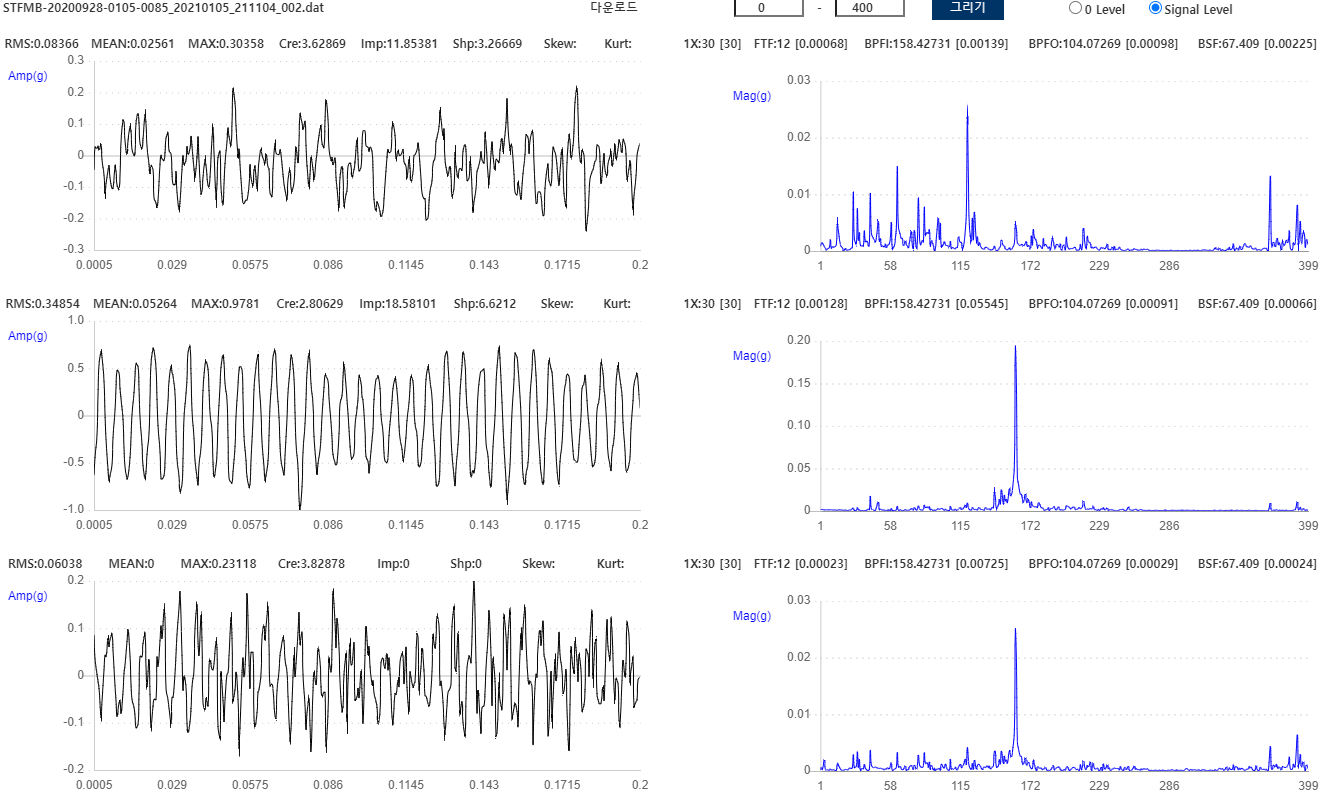 STFMB-20200928-0105-0085_20210105_211104_002.dat 다운로드 0 - 400 그리기 0 Level Signal Level
RMS:0.08366 MEAN:0.02561 MAX:0.30358 Cre:3.62869 Imp:11.85381 Shp:3.26669 Skew: Kurt:
Amp(g)
0.3
0.2
0.1
0
-0.1
-0.2
-0.3
0.0005 0.029 0.0575 0.086 0.1145 0.143 0.1715 0.2
1X:30 [30] FTF:12 [0.00068] BPFI:158.42731 [0.00139] BPFO:104.07269 [0.00098] BSF:67.409 [0.00225]
Mag(g)
0.03
0.02
0.01
0
1 58 115 172 229 286 399
RMS:0.34854 MEAN:0.05264 MAX:0.9781 Cre:2.80629 Imp:18.58101 Shp:6.6212 Skew: Kurt:
Amp(g)
1.0
0.5
0
-0.5
-1.0
0.0005 0.029 0.0575 0.086 0.1145 0.143 0.1715 0.2
1X:30 [30] FTF:12 [0.00128] BPFI:158.42731 [0.05545] BPFO:104.07269 [0.00091] BSF:67.409 [0.00066]
Mag(g)
0.20
0.15
0.10
0.05
0
1 58 115 172 229 286 399
RMS:0.06038 MEAN:0 MAX:0.23118 Cre:3.82878 Imp:0 Shp:0 Skew: Kurt:
Amp(g)
0.2
0.1
0
-0.1
-0.2
0.0005 0.029 0.0575 0.086 0.1145 0.143 0.1715 0.2
1X:30 [30] FTF:12 [0.00023] BPFI:158.42731 [0.00725] BPFO:104.07269 [0.00029] BSF:67.409 [0.00024]
Mag(g)
0.03
0.02
0.01
0
1 58 115 172 229 286 399